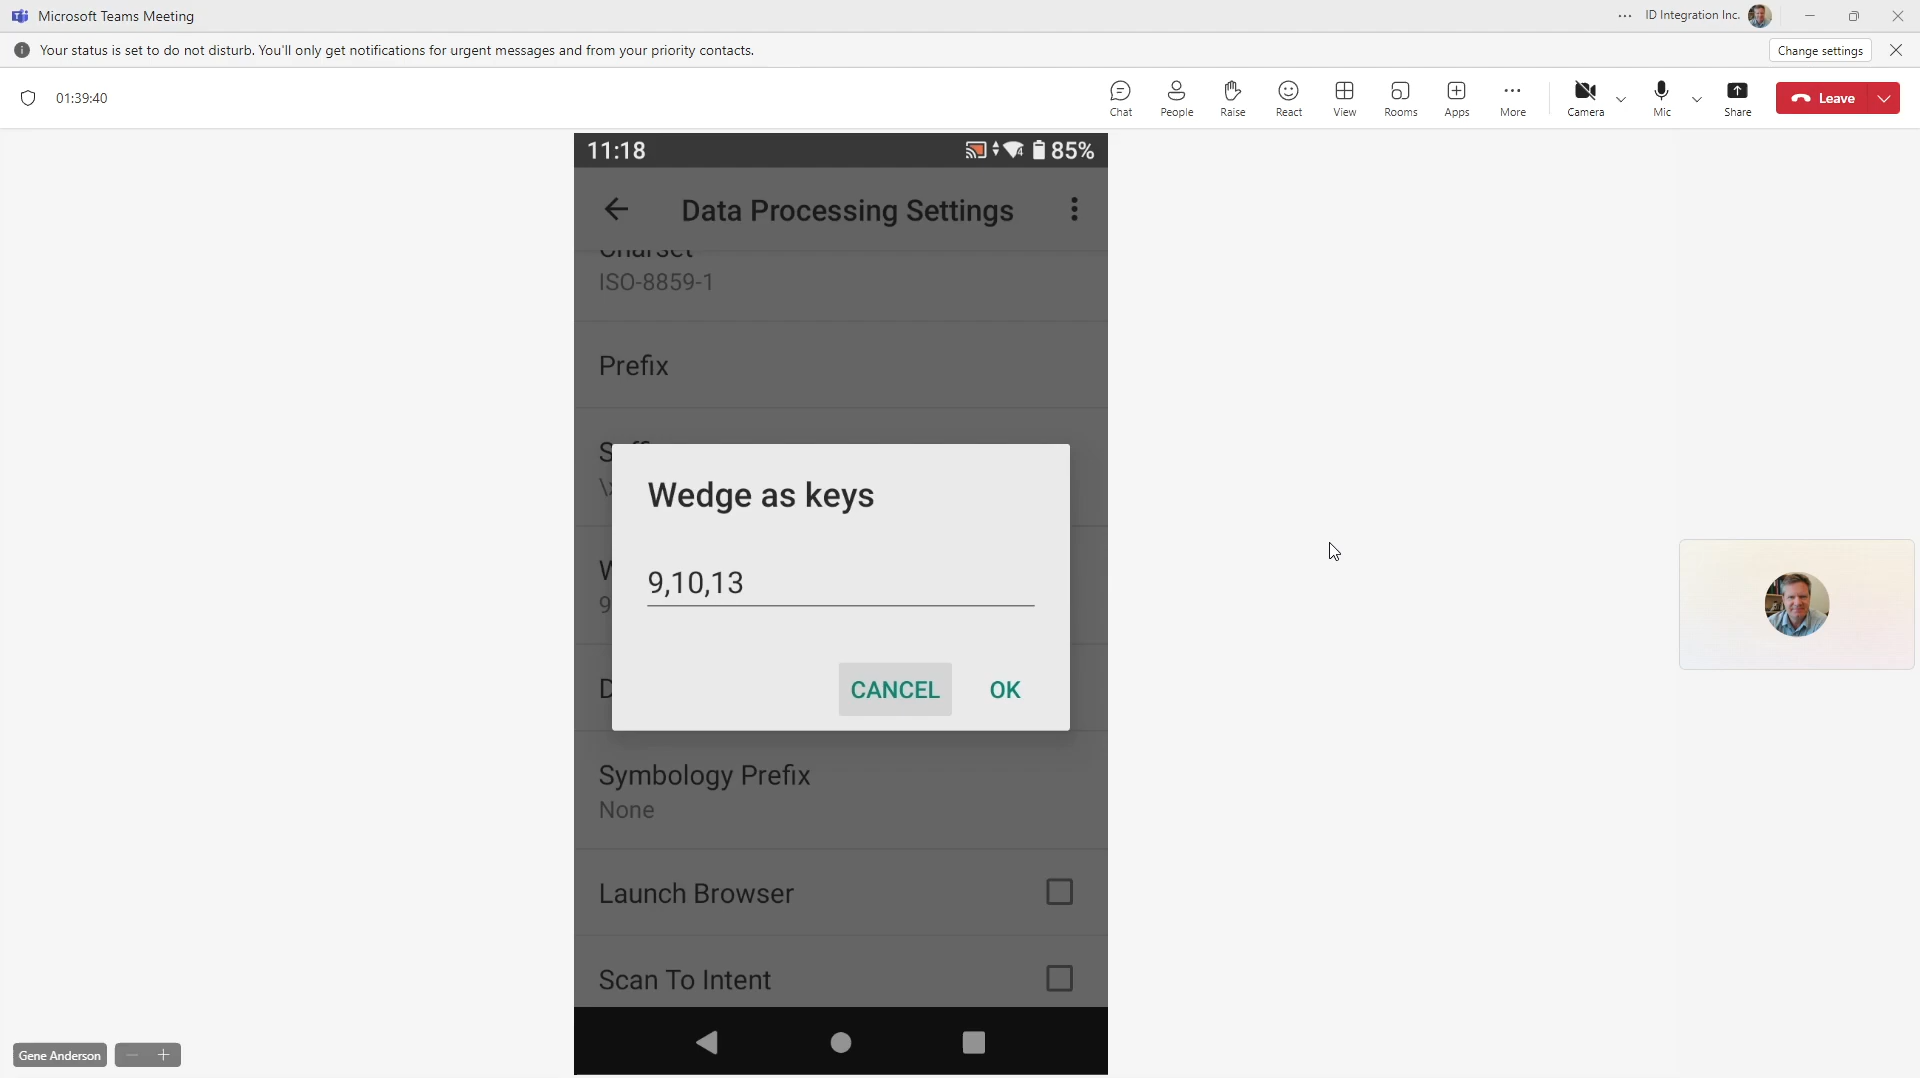 Microsoft Teams Meeting
ID Integration Inc.
Your status is set to do not disturb. You'll only get notifications for urgent messages and from your priority contacts.
Change settings
01:39:40
Chat
People
Raise
React
View
Rooms
Apps
More
Camera
Mic
Share
Leave
11:18
85%
Data Processing Settings
Charset
ISO-8859-1
Prefix
Wedge as keys
9,10,13
CANCEL
OK
Symbology Prefix
None
Launch Browser
Scan To Intent
Gene Anderson